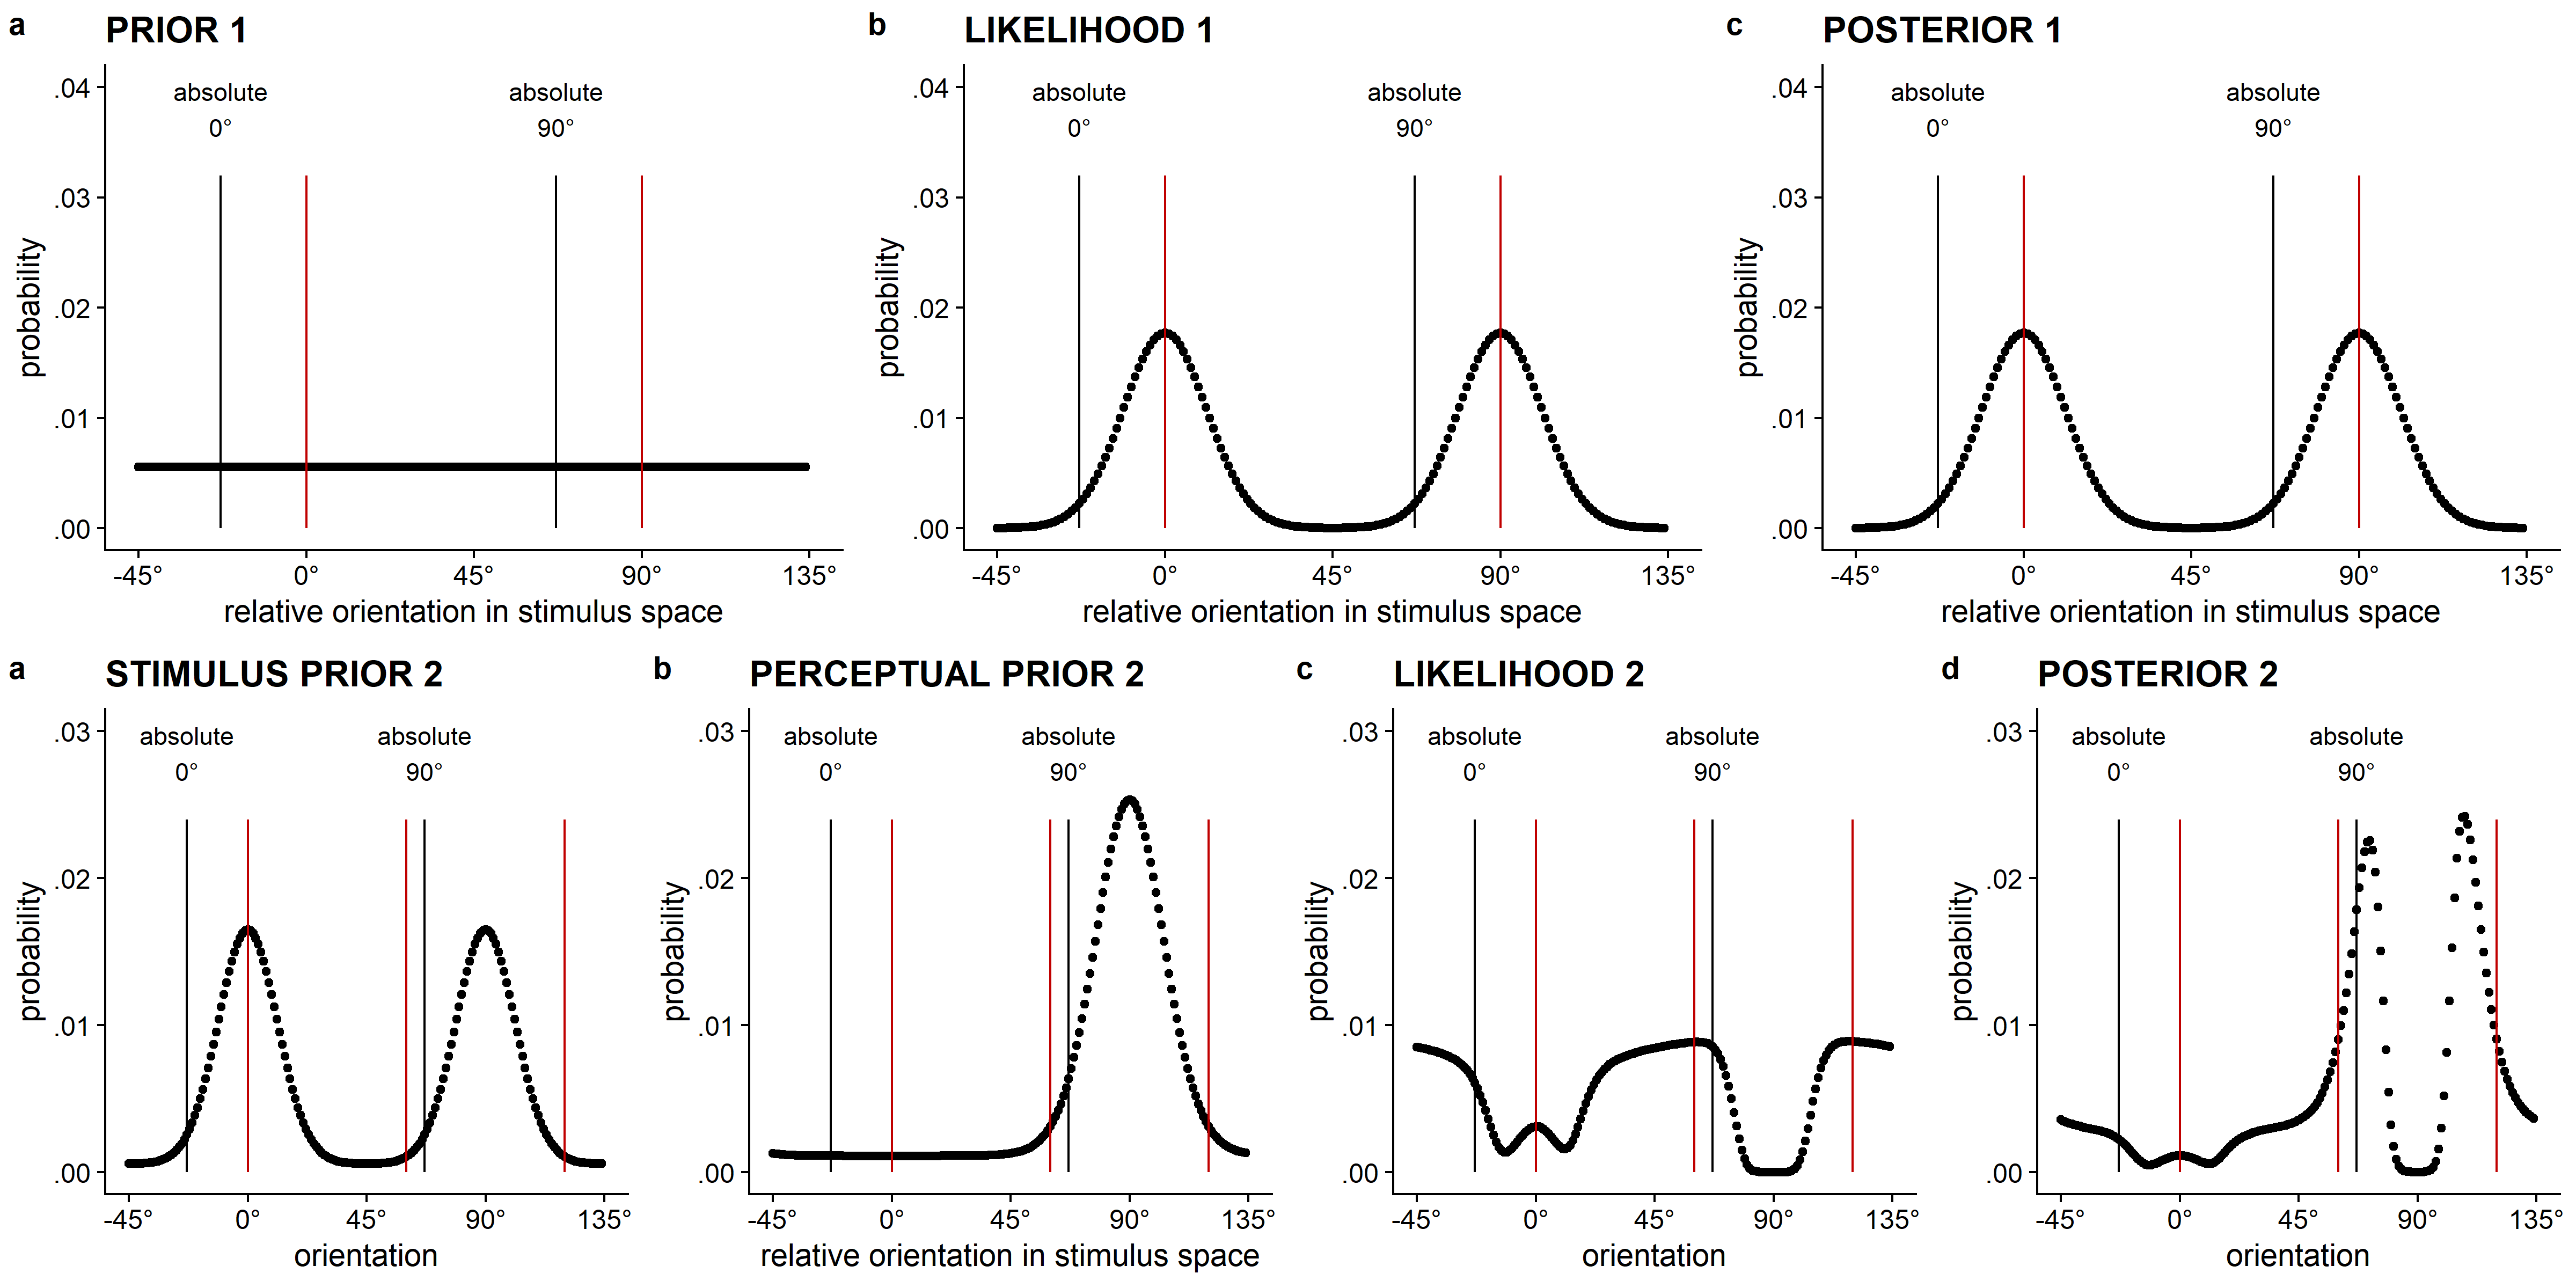 a PRIOR 1
.04
.03
.02
.01
.00
probability
absolute 0°
absolute 90°
-45° 0° 45° 90° 135°
relative orientation in stimulus space
b LIKELIHOOD 1
.04
.03
.02
.01
.00
probability
absolute 0°
absolute 90°
-45° 0° 45° 90° 135°
relative orientation in stimulus space
c POSTERIOR 1
.04
.03
.02
.01
.00
probability
absolute 0°
absolute 90°
-45° 0° 45° 90° 135°
relative orientation in stimulus space
a STIMULUS PRIOR 2
.03
.02
.01
.00
probability
absolute 0°
absolute 90°
-45° 0° 45° 90° 135°
orientation
b PERCEPTUAL PRIOR 2
.03
.02
.01
.00
probability
absolute 0°
absolute 90°
-45° 0° 45° 90° 135°
relative orientation in stimulus space
c LIKELIHOOD 2
.03
.02
.01
.00
probability
absolute 0°
absolute 90°
-45° 0° 45° 90° 135°
orientation
d POSTERIOR 2
.03
.02
.01
.00
probability
absolute 0°
absolute 90°
-45° 0° 45° 90° 135°
orientation